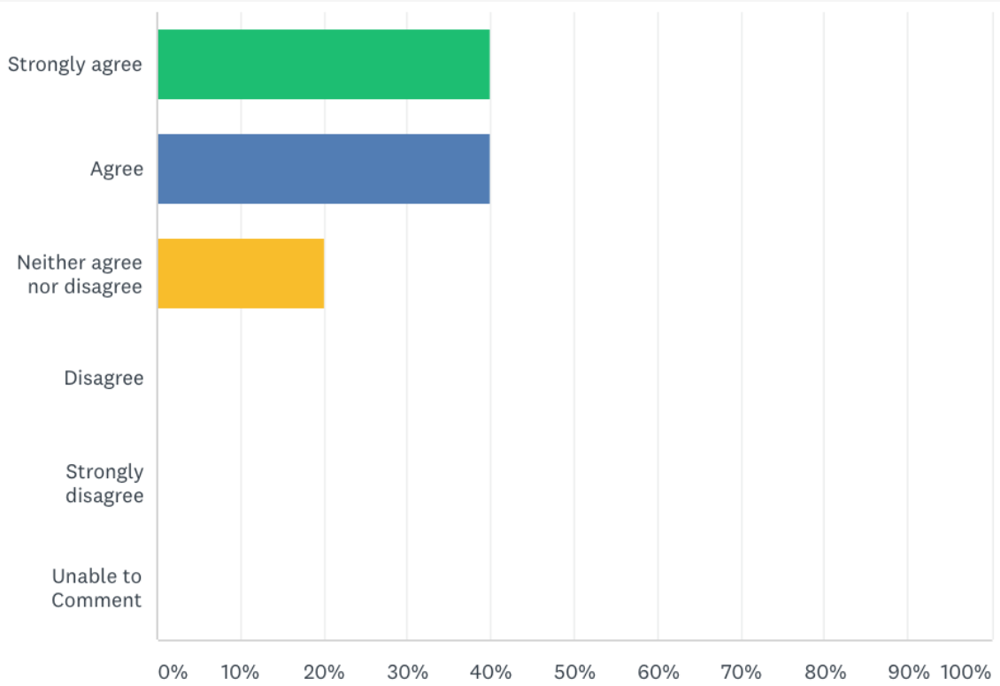 Strongly agree
Agree
Neither agree
nor disagree
Disagree
Strongly
disagree
Unable to
Comment
0% 10% 20% 30% 40% 50% 60% 70% 80% 90% 100%